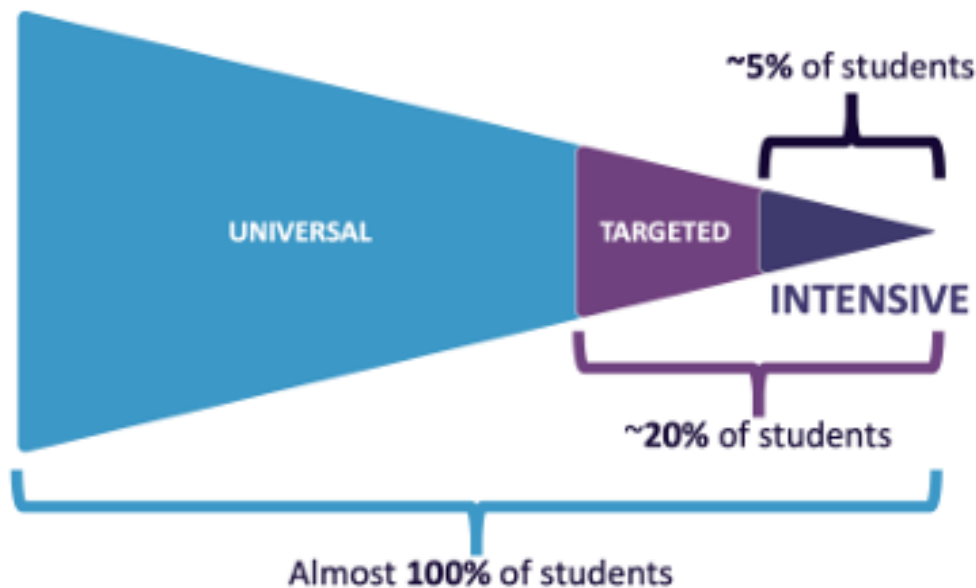 ~5% of students
UNIVERSAL
TARGETED
INTENSIVE
~20% of students
Almost 100% of students